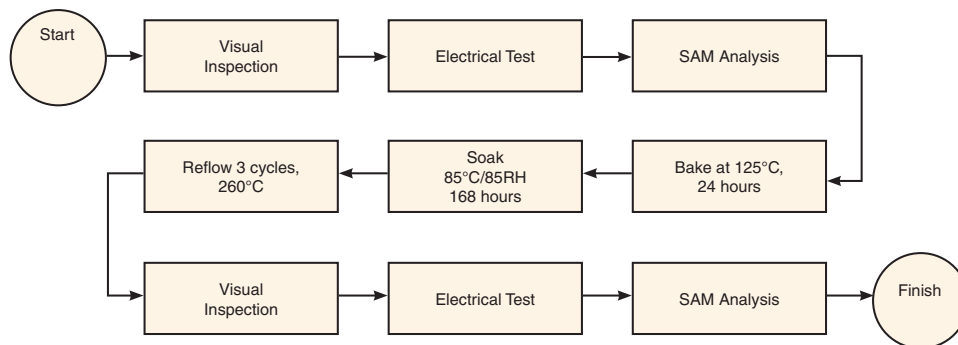 Start
Visual
Inspection
Electrical Test
SAM Analysis
Reflow 3 cycles,
260°C
Soak
85°C/85RH
168 hours
Bake at 125°C,
24 hours
Visual
Inspection
Electrical Test
SAM Analysis
Finish